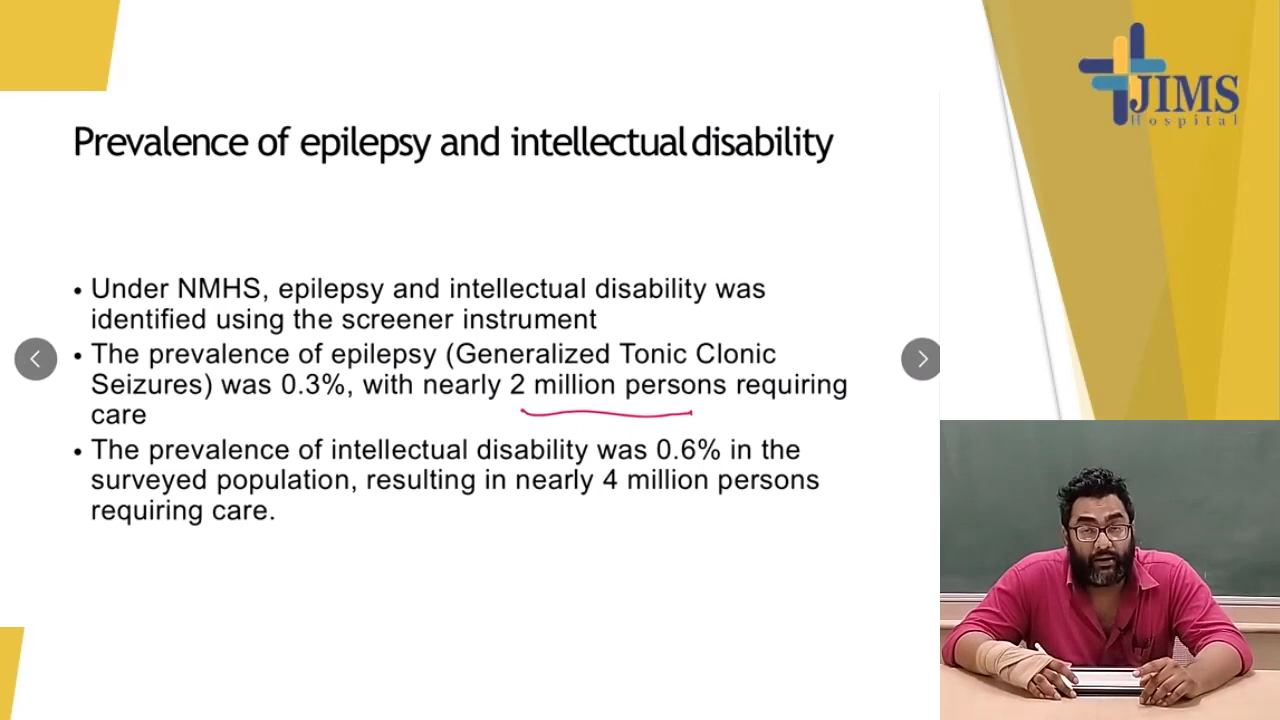 JIMS
Hospital
Prevalence of epilepsy and intellectual disability
• Under NMHS, epilepsy and intellectual disability was
identified using the screener instrument
• The prevalence of epilepsy (Generalized Tonic Clonic
Seizures) was 0.3%, with nearly 2 million persons requiring
care
• The prevalence of intellectual disability was 0.6% in the
surveyed population, resulting in nearly 4 million persons
requiring care.